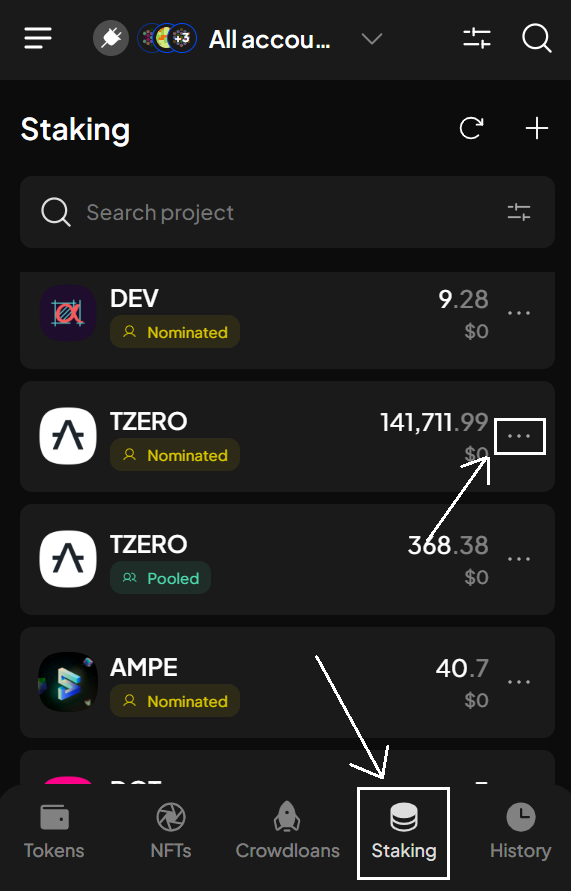 +3 All accou...
Staking
Search project
DEV 9.28
Nominated $0
TZERO 141,711.99
Nominated $0
TZERO 368.38
Pooled $0
AMPE 40.7
Nominated $0
Tokens NFTs Crowdloans Staking History